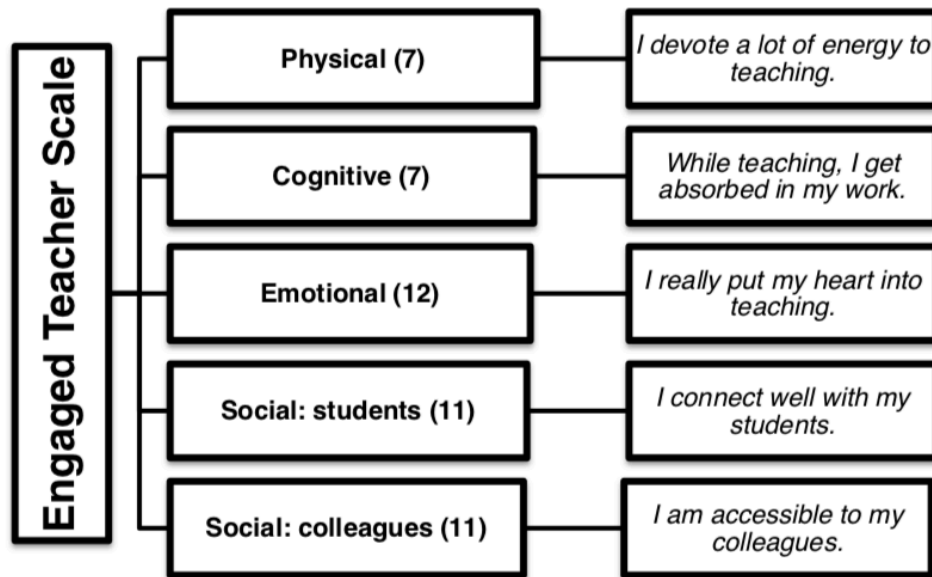 Engaged Teacher Scale
Physical (7)
I devote a lot of energy to
teaching.
Cognitive (7)
While teaching, I get
absorbed in my work.
Emotional (12)
I really put my heart into
teaching.
Social: students (11)
I connect well with my
students.
Social: colleagues (11)
I am accessible to my
colleagues.